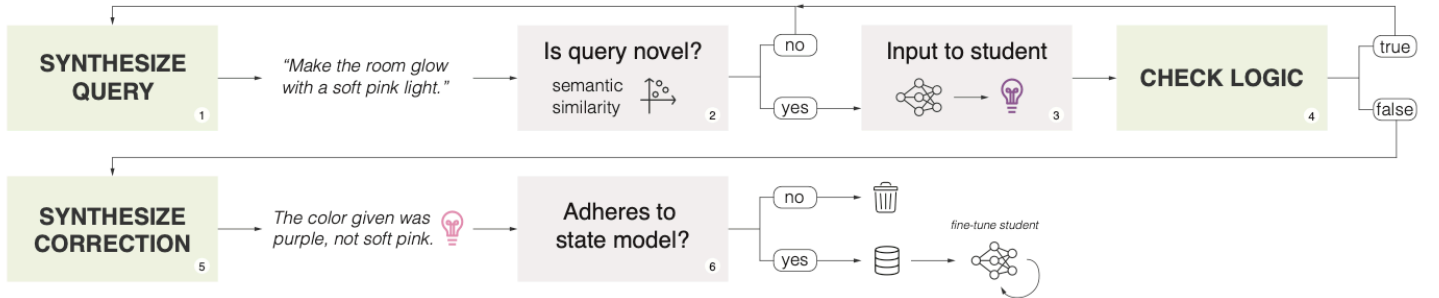 SYNTHESIZE
QUERY
1
“Make the room glow
with a soft pink light.”
Is query novel?
semantic
similarity
2
no
yes
Input to student
3
CHECK LOGIC
4
true
false
SYNTHESIZE
CORRECTION
5
The color given was
purple, not soft pink.
Adheres to
state model?
6
no
yes
fine-tune student